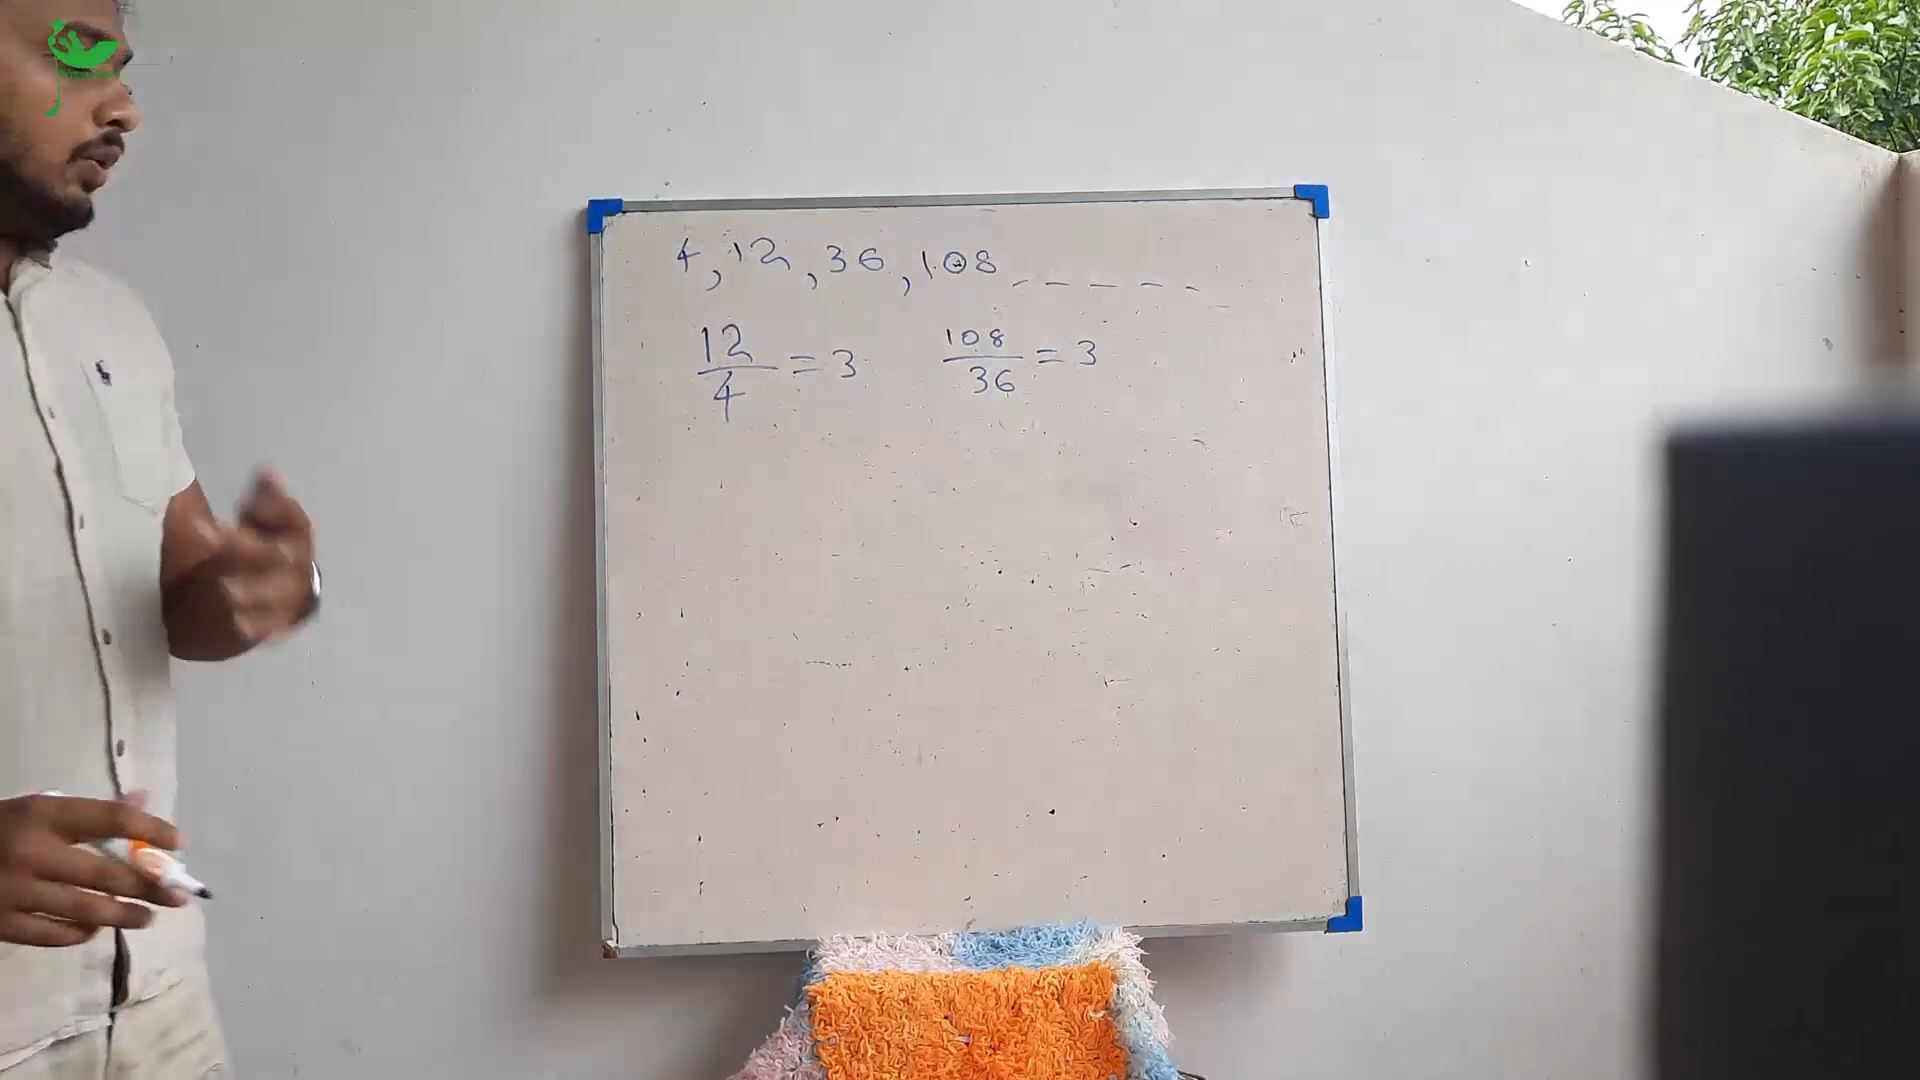 4, 12, 36, 108 - - - - - -
12/4 = 3 108/36 = 3